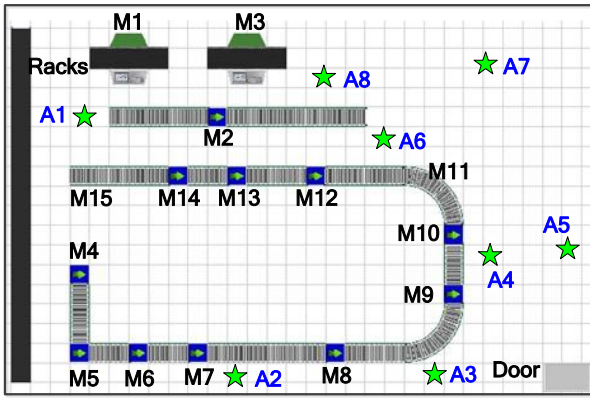 M1 M3
Racks A8 A7
A1 M2 A6
M11
M15 M14 M13 M12
M10 A5
M4 A4
M9
Door
M5 M6 M7 A2 M8 A3